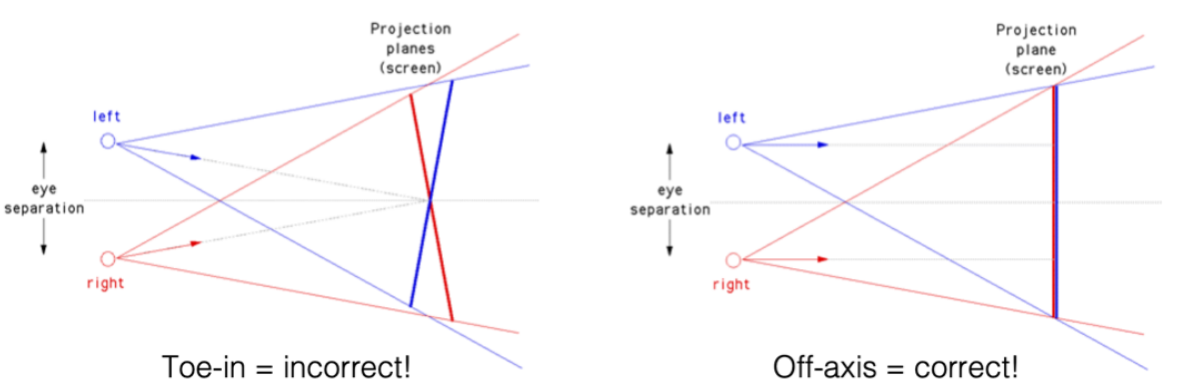 Projection
planes
(screen)
left
eye
separation
right
Toe-in = incorrect!
Projection
plane
(screen)
left
eye
separation
right
Off-axis = correct!